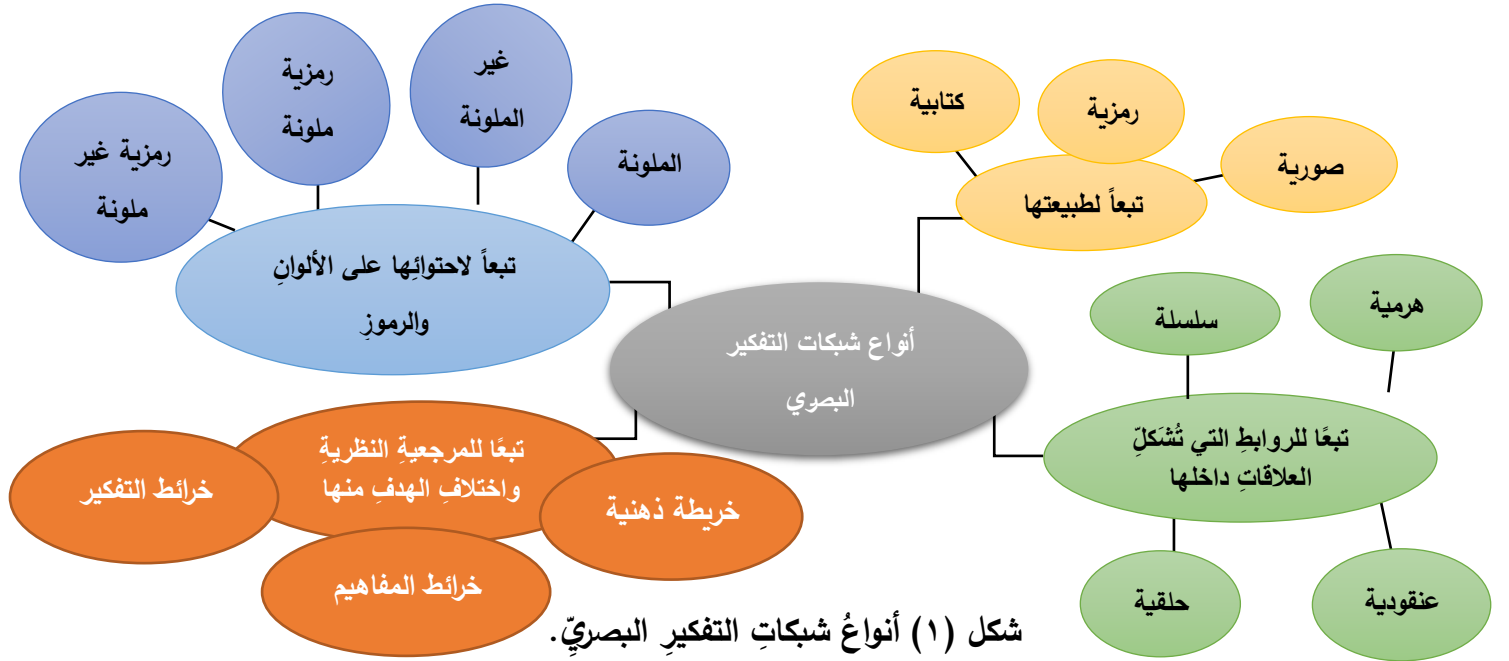 أنواع شبكات التفكير
البصري
تبعاً لطبيعتها
صورية
رمزية
كتابية
تبعًا للروابطِ التي تُشَكلّ
العلاقاتِ داخلها
هرمية
سلسلة
عنقودية
حلقية
تبعاً لاحتوائِها على الألوانِ
والرموزِ
الملونة
غير
الملونة
رمزية
ملونة
رمزية غير
ملونة
تبعًا للمرجعيةِ النظريةِ
واختلافِ الهدفِ منها
خريطة ذهنية
خرائط المفاهيم
خرائط التفكير
شكل (١) أنواعُ شبكاتِ التفكيرِ البصريِّ.